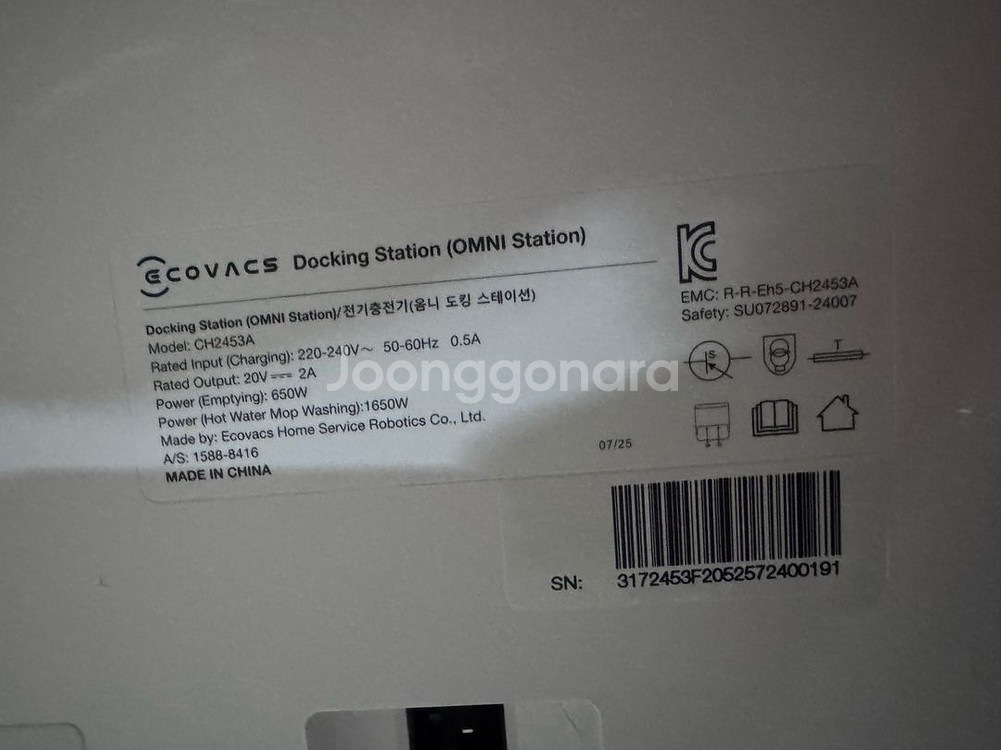 ECOVACS Docking Station (OMNI Station)
Docking Station (OMNI Station)/전기충전기(옴니 도킹 스테이션)
Model: CH2453A
Rated Input (Charging): 220-240V～ 50-60Hz 0.5A
Rated Output: 20V⎓ 2A
Power (Emptying): 650W
Power (Hot Water Mop Washing):1650W
Made by: Ecovacs Home Service Robotics Co., Ltd.
A/S: 1588-8416
MADE IN CHINA
07/25
EMC: R-R-Eh5-CH2453A
Safety: SU072891-24007
S
T
SN: 3172453F2052572400191
Joonggonara